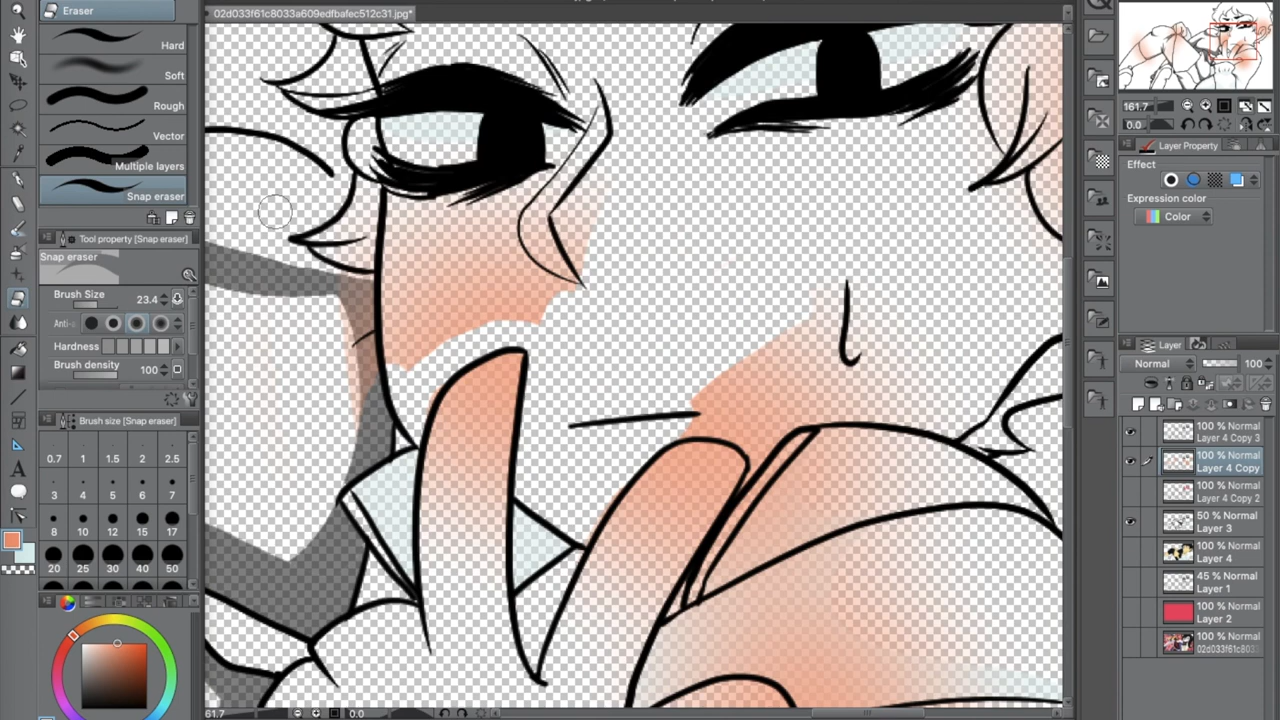 Eraser
02d033f61c8033a609edfbafec512c31.jpg*
Hard
Soft
Rough
Vector
Multiple layers
Snap eraser
Tool property [Snap eraser]
Snap eraser
Brush Size 23.4
Anti-a
Hardness
Brush density 100
Brush size [Snap eraser]
0.7 1 1.5 2 2.5
3 4 5 6 7
8 10 12 15 17
20 25 30 40 50
61.7 0.0
161.7
0.0
Layer Property
Effect
Expression color
Color
Layer
Normal 100
100 % Normal
Layer 4 Copy 3
100 % Normal
Layer 4 Copy
100 % Normal
Layer 4 Copy 2
50 % Normal
Layer 3
100 % Normal
Layer 4
45 % Normal
Layer 1
100 % Normal
Layer 2
100 % Normal
02d033f61c8033
A